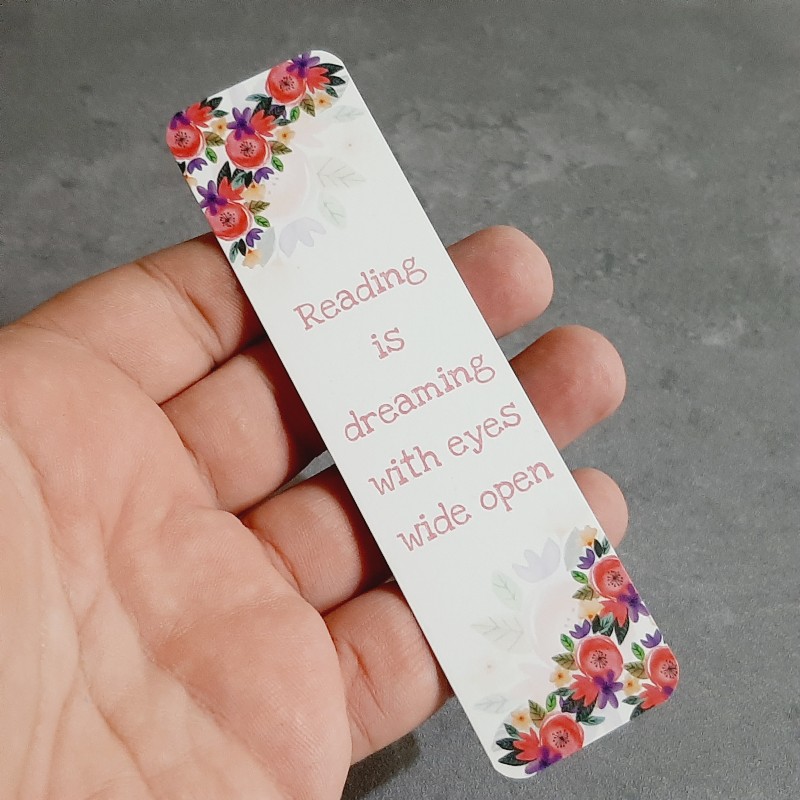 Reading
is
dreaming
with eyes
wide open